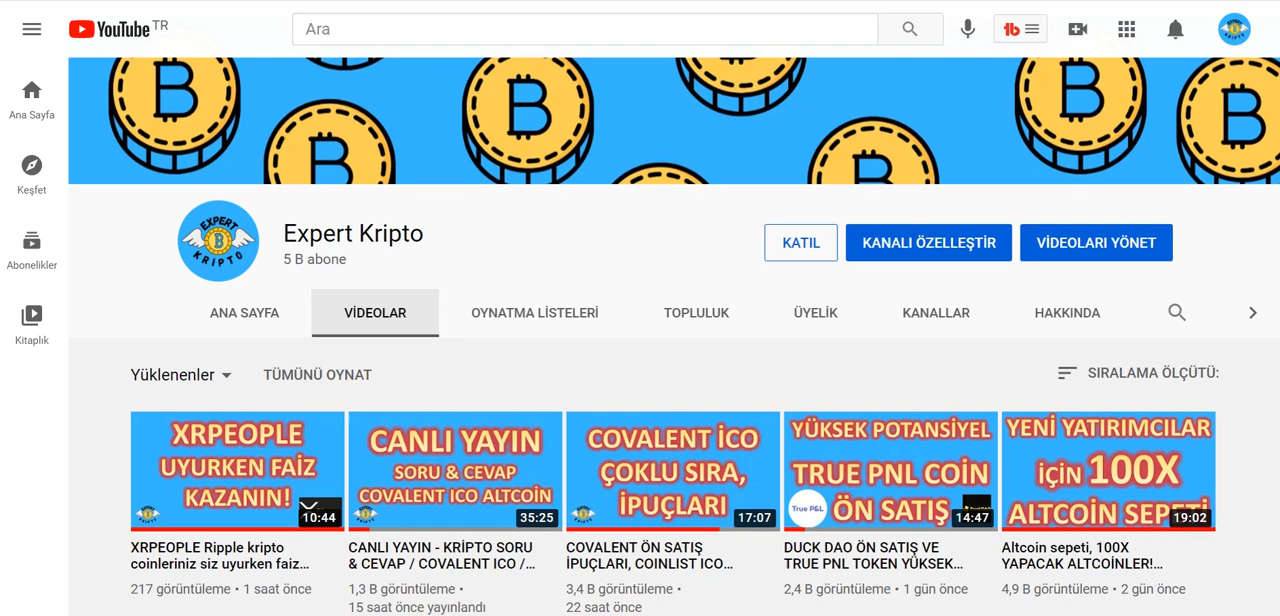 YouTube TR
Ara
Ana Sayfa
Keşfet
Abonelikler
Kitaplık
EXPERT KRIPTO
Expert Kripto
5 B abone
KATIL
KANALI ÖZELLEŞTİR
VİDEOLARI YÖNET
ANA SAYFA
VİDEOLAR
OYNATMA LİSTELERİ
TOPLULUK
ÜYELİK
KANALLAR
HAKKINDA
Yüklenenler
TÜMÜNÜ OYNAT
SIRALAMA ÖLÇÜTÜ:
XRPEOPLE
UYURKEN FAİZ
KAZANIN!
10:44
XRPEOPLE Ripple kripto
coinleriniz siz uyurken faiz...
217 görüntüleme • 1 saat önce
CANLI YAYIN
SORU & CEVAP
COVALENT ICO ALTCOİN
35:25
CANLI YAYIN - KRİPTO SORU
& CEVAP / COVALENT ICO /...
1,3 B görüntüleme •
15 saat önce yayınlandı
COVALENT İCO
ÇOKLU SIRA,
İPUÇLARI
17:07
COVALENT ÖN SATIŞ
İPUÇLARI, COINLIST ICO...
3,4 B görüntüleme •
22 saat önce
YÜKSEK POTANSİYEL
TRUE PNL COİN
ÖN SATIŞ
True P&L
14:47
DUCK DAO ÖN SATIŞ VE
TRUE PNL TOKEN YÜKSEK...
2,4 B görüntüleme • 1 gün önce
YENİ YATIRIMCILAR
İÇİN 100X
ALTCOİN SEPETİ
19:02
Altcoin sepeti, 100X
YAPACAK ALTCOİNLER!...
4,9 B görüntüleme • 2 gün önce